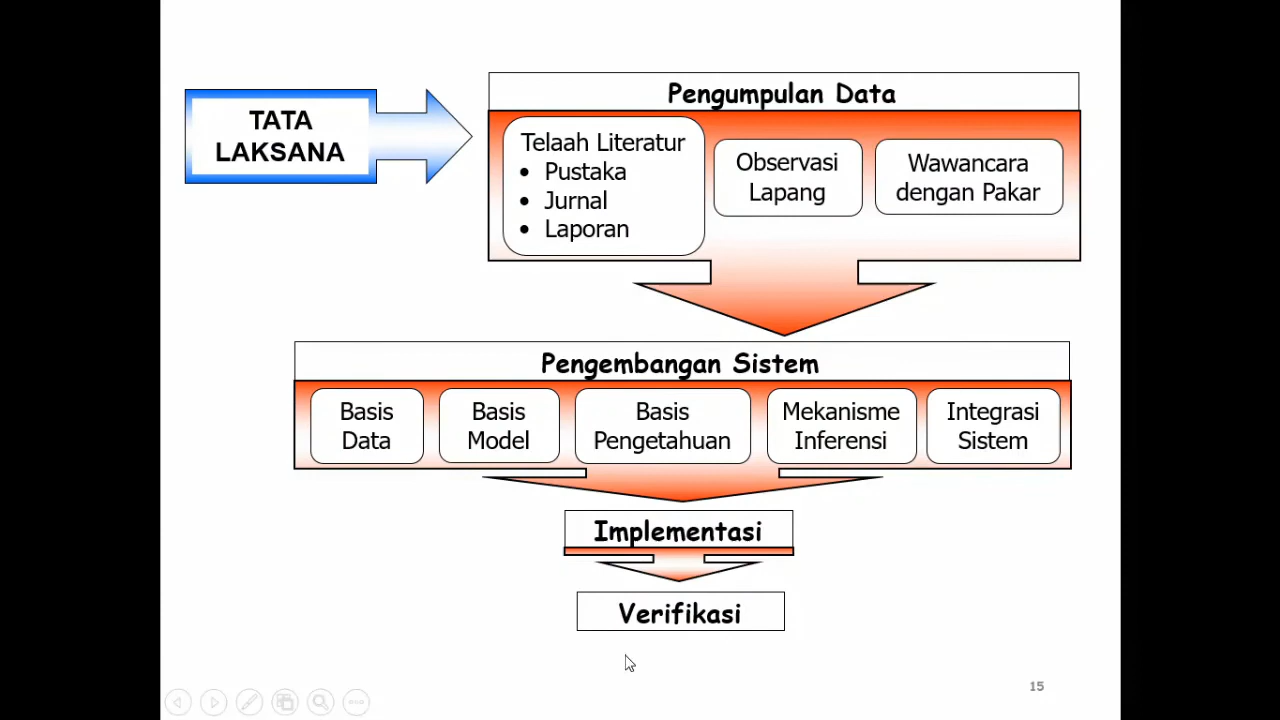 TATA
LAKSANA
Pengumpulan Data
Telaah Literatur
• Pustaka
• Jurnal
• Laporan
Observasi
Lapang
Wawancara
dengan Pakar
Pengembangan Sistem
Basis
Data
Basis
Model
Basis
Pengetahuan
Mekanisme
Inferensi
Integrasi
Sistem
Implementasi
Verifikasi
15